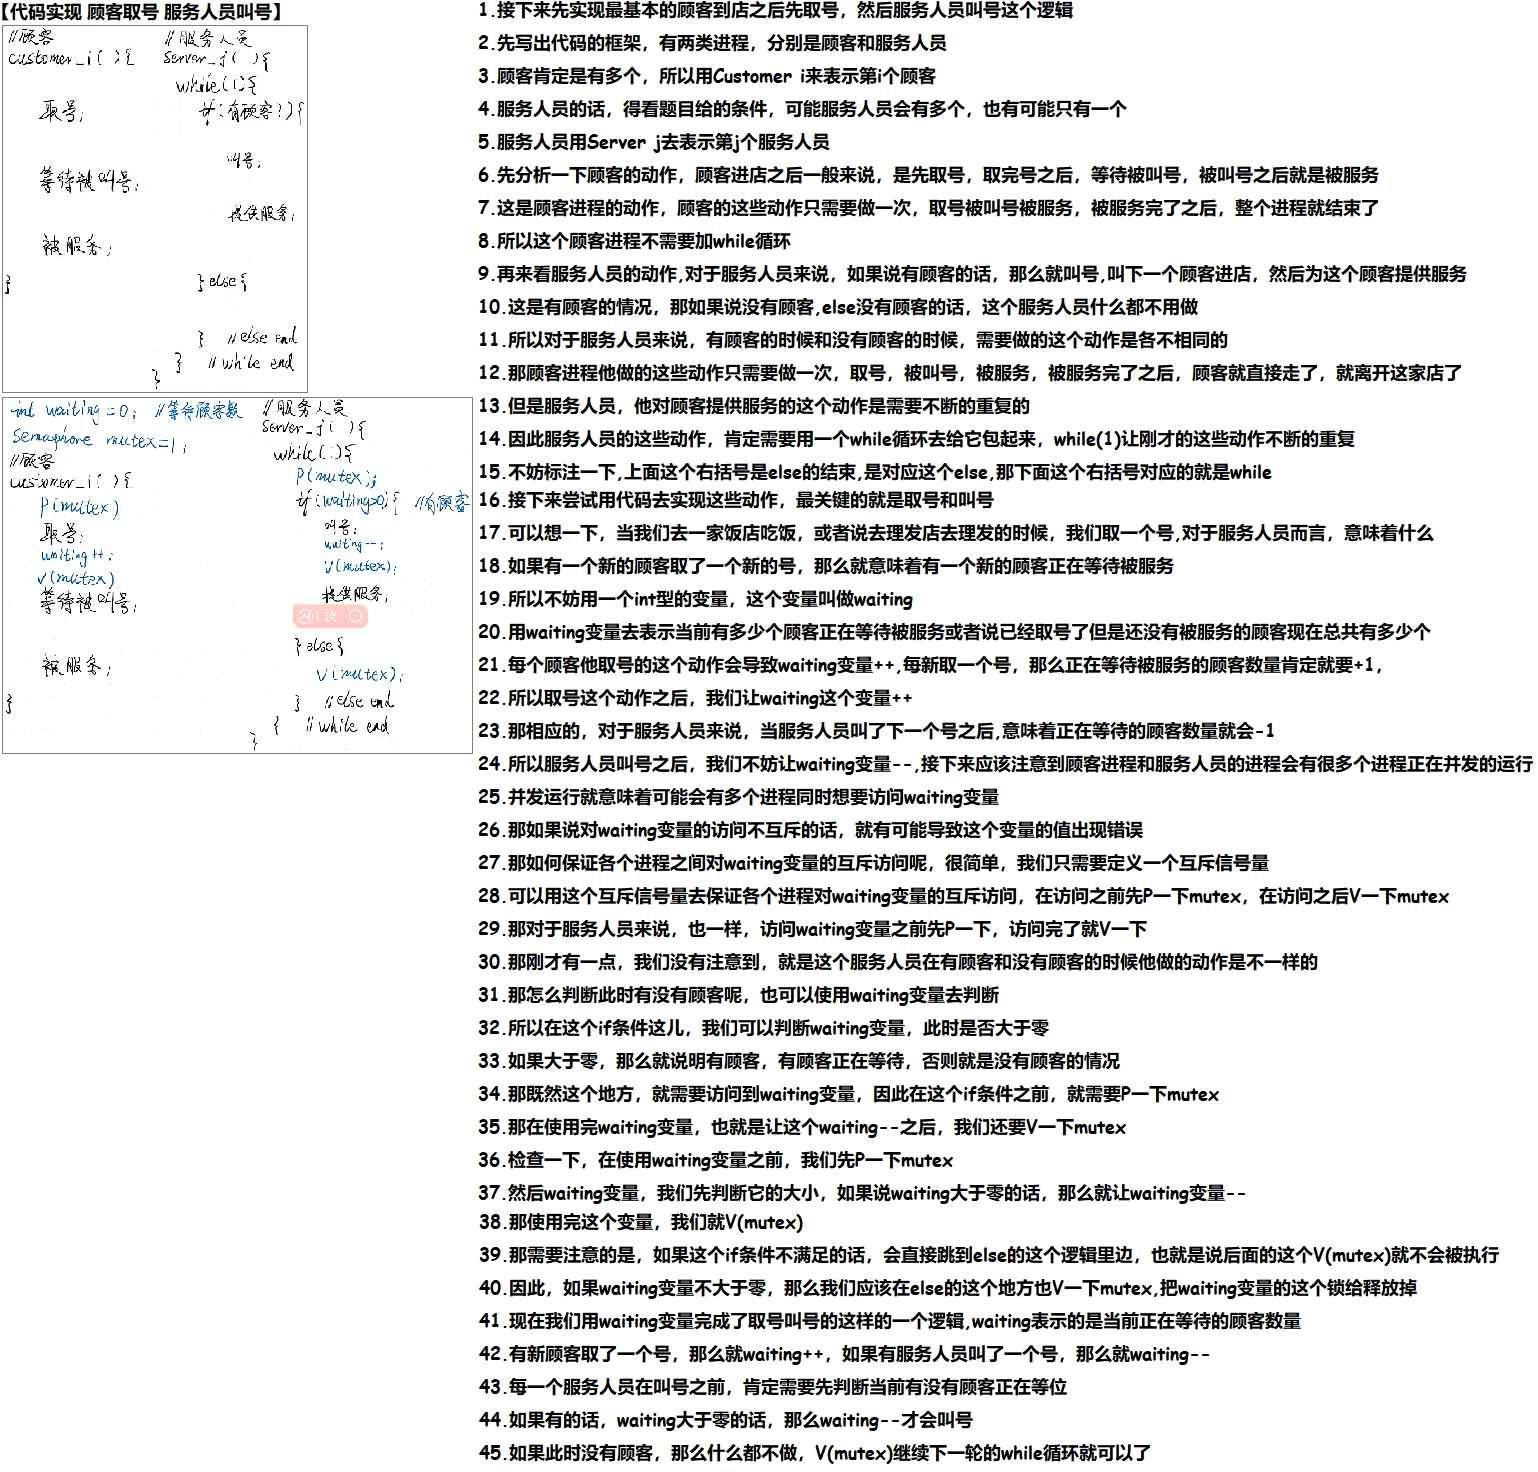 【代码实现 顾客取号 服务人员叫号】
//顾客
customer_i( ){
取号;
等待被叫号;
被服务;
}
//服务人员
server_j( ){
while(1){
if(有顾客?){
叫号;
提供服务;
}else{
} //else end
} //while end
}
int waiting=0; //等待顾客数
Semaphore mutex=1;
//顾客
customer_i( ){
P(mutex)
取号;
waiting++;
V(mutex)
等待被叫号;
被服务;
}
//服务人员
server_j( ){
while(1){
P(mutex);
if(waiting>0){ //有顾客
叫号;
waiting--;
V(mutex);
提供服务;
}else{
V(mutex);
} //else end
} //while end
}
1.接下来先实现最基本的顾客到店之后先取号，然后服务人员叫号这个逻辑
2.先写出代码的框架，有两类进程，分别是顾客和服务人员
3.顾客肯定是有多个，所以用Customer i来表示第i个顾客
4.服务人员的话，得看题目给的条件，可能服务人员会有多个，也有可能只有一个
5.服务人员用Server j去表示第j个服务人员
6.先分析一下顾客的动作，顾客进店之后一般来说，是先取号，取完号之后，等待被叫号，被叫号之后就是被服务
7.这是顾客进程的动作，顾客的这些动作只需要做一次，取号被叫号被服务，被服务完了之后，整个进程就结束了
8.所以这个顾客进程不需要加while循环
9.再来看服务人员的动作,对于服务人员来说，如果说有顾客的话，那么就叫号,叫下一个顾客进店，然后为这个顾客提供服务
10.这是有顾客的情况，那如果说没有顾客,else没有顾客的话，这个服务人员什么都不用做
11.所以对于服务人员来说，有顾客的时候和没有顾客的时候，需要做的这个动作是各不相同的
12.那顾客进程他做的这些动作只需要做一次，取号，被叫号，被服务，被服务完了之后，顾客就直接走了，就离开这家店了
13.但是服务人员，他对顾客提供服务的这个动作是需要不断的重复的
14.因此服务人员的这些动作，肯定需要用一个while循环去给它包起来，while(1)让刚才的这些动作不断的重复
15.不妨标注一下,上面这个右括号是else的结束,是对应这个else,那下面这个右括号对应的就是while
16.接下来尝试用代码去实现这些动作，最关键的就是取号和叫号
17.可以想一下，当我们去一家饭店吃饭，或者说去理发店去理发的时候，我们取一个号,对于服务人员而言，意味着什么
18.如果有一个新的顾客取了一个新的号，那么就意味着有一个新的顾客正在等待被服务
19.所以不妨用一个int型的变量，这个变量叫做waiting
20.用waiting变量去表示当前有多少个顾客正在等待被服务或者说已经取号了但是还没有被服务的顾客现在总共有多少个
21.每个顾客他取号的这个动作会导致waiting变量++,每新取一个号，那么正在等待被服务的顾客数量肯定就要+1，
22.所以取号这个动作之后，我们让waiting这个变量++
23.那相应的，对于服务人员来说，当服务人员叫了下一个号之后,意味着正在等待的顾客数量就会-1
24.所以服务人员叫号之后，我们不妨让waiting变量--,接下来应该注意到顾客进程和服务人员的进程会有很多个进程正在并发的运行
25.并发运行就意味着可能会有多个进程同时想要访问waiting变量
26.那如果说对waiting变量的访问不互斥的话，就有可能导致这个变量的值出现错误
27.那如何保证各个进程之间对waiting变量的互斥访问呢，很简单，我们只需要定义一个互斥信号量
28.可以用这个互斥信号量去保证各个进程对waiting变量的互斥访问，在访问之前先P一下mutex，在访问之后V一下mutex
29.那对于服务人员来说，也一样，访问waiting变量之前先P一下，访问完了就V一下
30.那刚才有一点，我们没有注意到，就是这个服务人员在有顾客和没有顾客的时候他做的动作是不一样的
31.那怎么判断此时有没有顾客呢，也可以使用waiting变量去判断
32.所以在这个if条件这儿，我们可以判断waiting变量，此时是否大于零
33.如果大于零，那么就说明有顾客，有顾客正在等待，否则就是没有顾客的情况
34.那既然这个地方，就需要访问到waiting变量，因此在这个if条件之前，就需要P一下mutex
35.那在使用完waiting变量，也就是让这个waiting--之后，我们还要V一下mutex
36.检查一下，在使用waiting变量之前，我们先P一下mutex
37.然后waiting变量，我们先判断它的大小，如果说waiting大于零的话，那么就让waiting变量--
38.那使用完这个变量，我们就V(mutex)
39.那需要注意的是，如果这个if条件不满足的话，会直接跳到else的这个逻辑里边，也就是说后面的这个V(mutex)就不会被执行
40.因此，如果waiting变量不大于零，那么我们应该在else的这个地方也V一下mutex,把waiting变量的这个锁给释放掉
41.现在我们用waiting变量完成了取号叫号的这样的一个逻辑,waiting表示的是当前正在等待的顾客数量
42.有新顾客取了一个号，那么就waiting++，如果有服务人员叫了一个号，那么就waiting--
43.每一个服务人员在叫号之前，肯定需要先判断当前有没有顾客正在等位
44.如果有的话，waiting大于零的话，那么waiting--才会叫号
45.如果此时没有顾客，那么什么都不做，V(mutex)继续下一轮的while循环就可以了